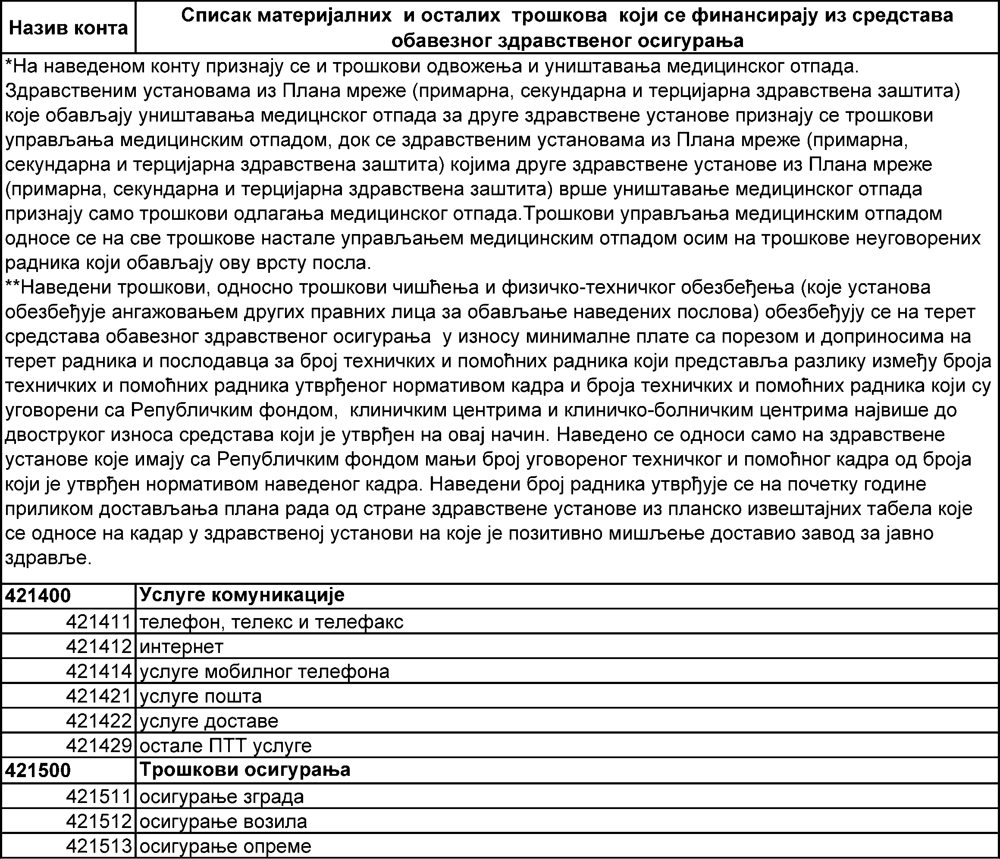 Назив конта
Списак материјалних и осталих трошкова који се финансирају из средстава
обавезног здравственог осигурања
*На наведеном конту признају се и трошкови одвожења и уништавања медицинског отпада.
Здравственим установама из Плана мреже (примарна, секундарна и терцијарна здравствена заштита)
које обављају уништавања медицнског отпада за друге здравствене установе признају се трошкови
управљања медицинским отпадом, док се здравственим установама из Плана мреже (примарна,
секундарна и терцијарна здравствена заштита) којима друге здравствене установе из Плана мреже
(примарна, секундарна и терцијарна здравствена заштита) врше уништавање медицинског отпада
признају само трошкови одлагања медицинског отпада.Трошкови управљања медицинским отпадом
односе се на све трошкове настале управљањем медицинским отпадом осим на трошкове неуговорених
радника који обављају ову врсту посла.
**Наведени трошкови, односно трошкови чишћења и физичко-техничког обезбеђења (које установа
обезбеђује ангажовањем других правних лица за обављање наведених послова) обезбеђују се на терет
средстава обавезног здравственог осигурања у износу минималне плате са порезом и доприносима на
терет радника и послодавца за број техничких и помоћних радника који представља разлику између броја
техничких и помоћних радника утврђеног нормативом кадра и броја техничких и помоћних радника који су
уговорени са Републичким фондом, клиничким центрима и клиничко-болничким центрима највише до
двоструког износа средстава који је утврђен на овај начин. Наведено се односи само на здравствене
установе које имају са Републичким фондом мањи број уговореног техничког и помоћног кадра од броја
који је утврђен нормативом наведеног кадра. Наведени број радника утврђује се на почетку године
приликом достављања плана рада од стране здравствене установе из планско извештајних табела које
се односе на кадар у здравственој установи на које је позитивно мишљење доставио завод за јавно
здравље.
421400 Услуге комуникације
421411 телефон, телекс и телефакс
421412 интернет
421414 услуге мобилног телефона
421421 услуге пошта
421422 услуге доставе
421429 остале ПТТ услуге
421500 Трошкови осигурања
421511 осигурање зграда
421512 осигурање возила
421513 осигурање опреме